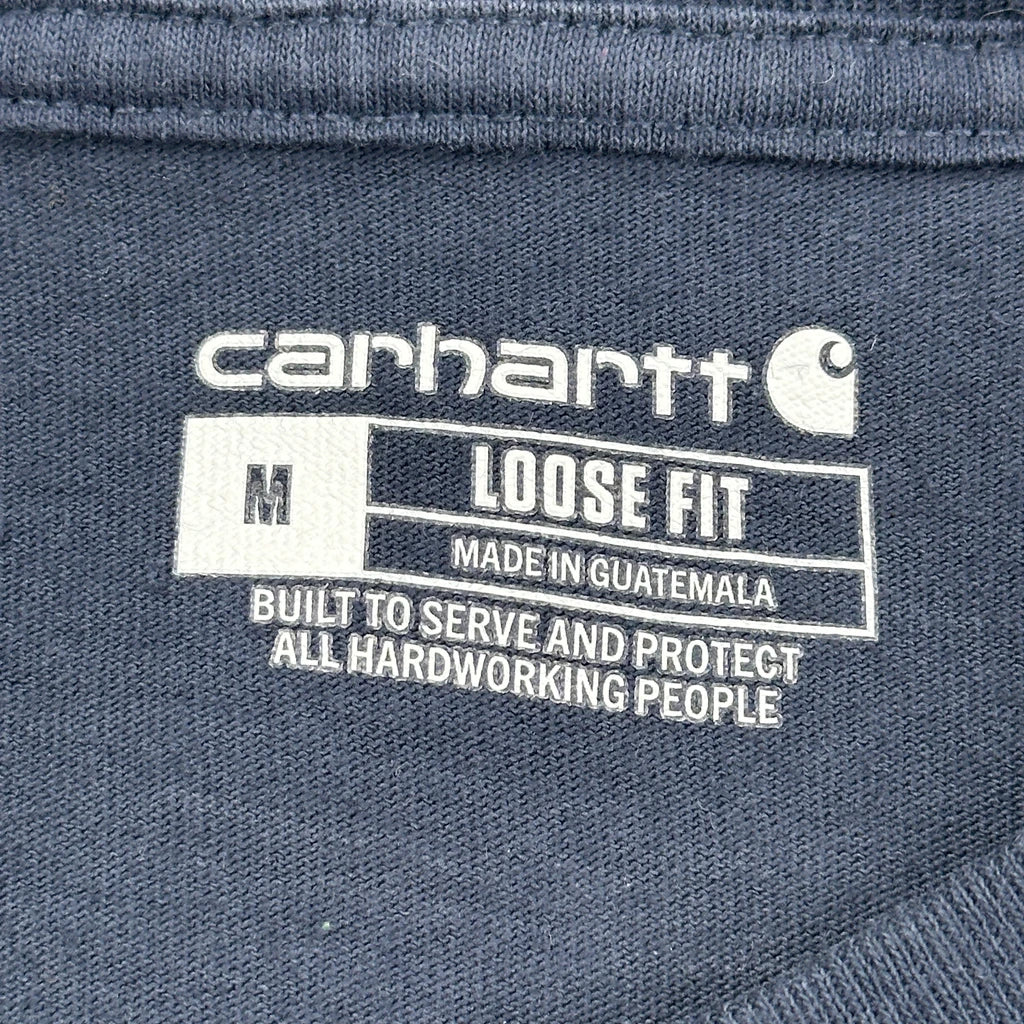 carhartt
M
LOOSE FIT
MADE IN GUATEMALA
BUILT TO SERVE AND PROTECT
ALL HARDWORKING PEOPLE